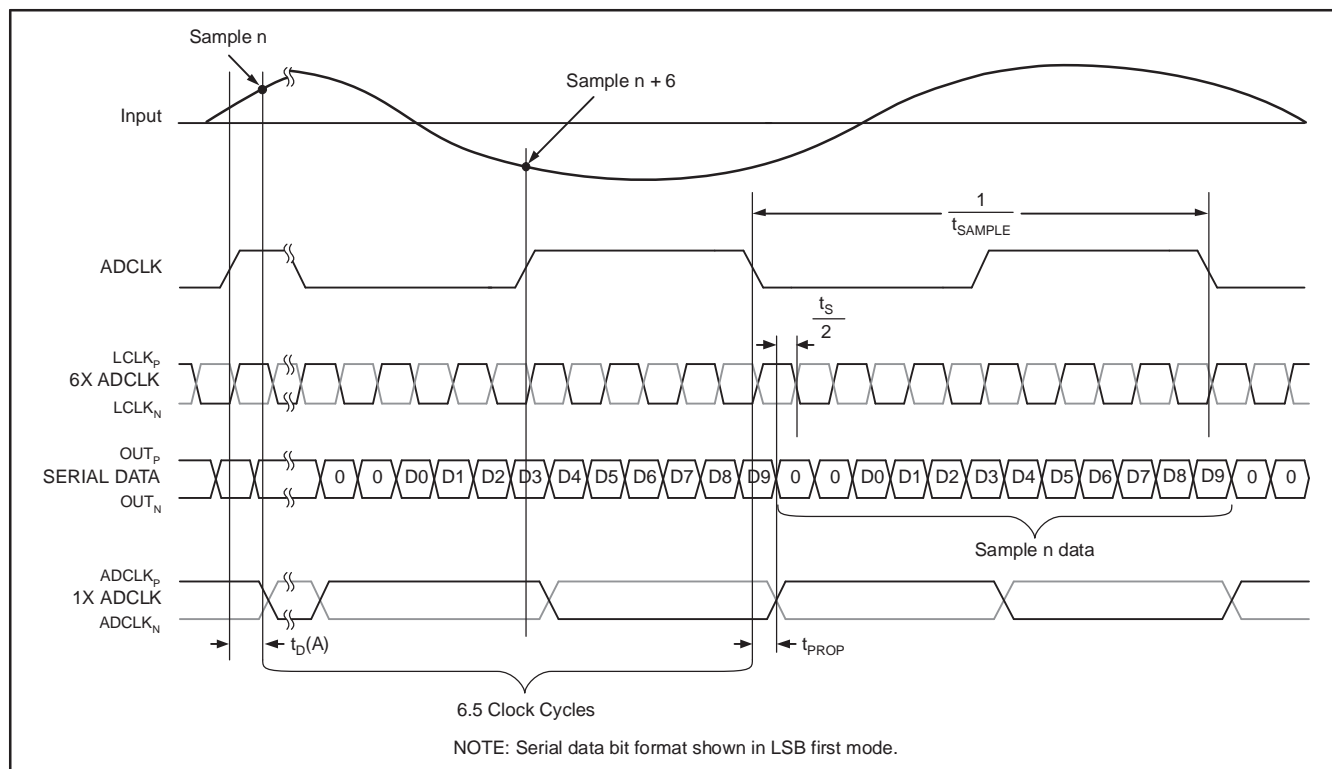 Sample n
Sample n + 6
Input
1
tSAMPLE
ADCLK
tS
2
LCLKP
6X ADCLK
LCLKN
OUTP
SERIAL DATA
OUTN
0 0 D0 D1 D2 D3 D4 D5 D6 D7 D8 D9 0 0 D0 D1 D2 D3 D4 D5 D6 D7 D8 D9 0 0
Sample n data
ADCLKP
1X ADCLK
ADCLKN
tD(A)
tPROP
6.5 Clock Cycles
NOTE: Serial data bit format shown in LSB first mode.